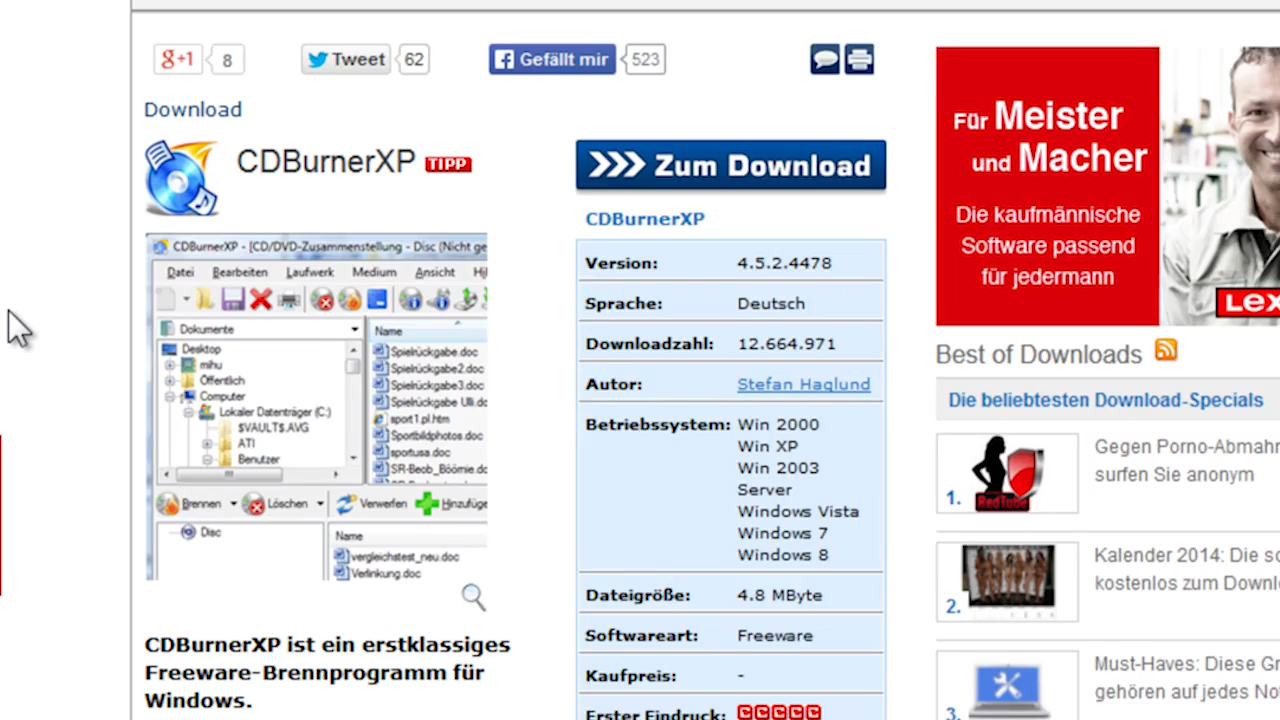 g+1 8 Tweet 62 Gefällt mir 523
Download
CDBurnerXP TIPP
CDBurnerXP - [CD/DVD-Zusammenstellung - Disc (Nicht ge
Datei Bearbeiten Laufwerk Medium Ansicht
Dokumente
Desktop
mihu
Öffentlich
Computer
Lokaler Datenträger (C:)
$VAULT$.AVG
ATI
Benutzer
Name
Spielrückgabe.doc
Spielrückgabe2.doc
Spielrückgabe3.doc
Spielrückgabe Ulli.dc
sport1.pl.htm
Sportbildphotos.doc
sportusa.doc
SR-Beob_Böömie.dc
Brennen Löschen Verwerfen Hinzufüge
Disc
Name
vergleichstest_neu.doc
Verlinkung.doc
CDBurnerXP ist ein erstklassiges
Freeware-Brennprogramm für
Windows.
Zum Download
CDBurnerXP
Version: 4.5.2.4478
Sprache: Deutsch
Downloadzahl: 12.664.971
Autor: Stefan Haglund
Betriebssystem: Win 2000
Win XP
Win 2003
Server
Windows Vista
Windows 7
Windows 8
Dateigröße: 4.8 MByte
Softwareart: Freeware
Kaufpreis: -
Erster Eindruck:
Für Meister
und Macher
Die kaufmännische
Software passend
für jedermann
LEX
Best of Downloads
Die beliebtesten Download-Specials
1. RedTube
Gegen Porno-Abmahn
surfen Sie anonym
2.
Kalender 2014: Die sc
kostenlos zum Downl
3.
Must-Haves: Diese Gr
gehören auf jedes No